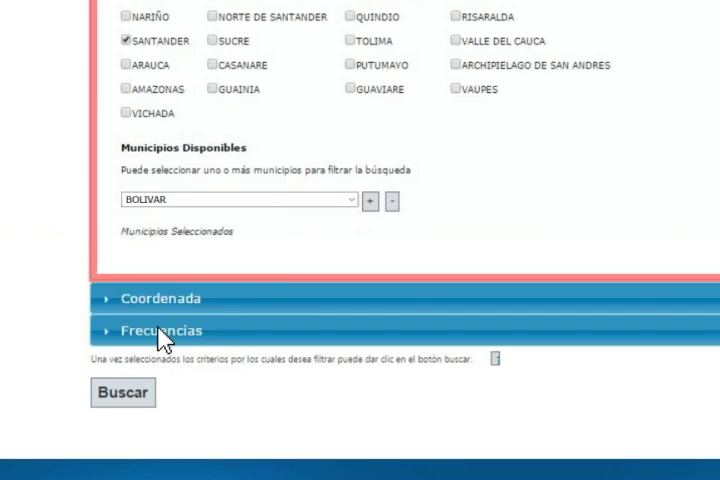 NARIÑO NORTE DE SANTANDER QUINDIO RISARALDA
SANTANDER SUCRE TOLIMA VALLE DEL CAUCA
ARAUCA CASANARE PUTUMAYO ARCHIPIELAGO DE SAN ANDRES
AMAZONAS GUAINIA GUAVIARE VAUPES
VICHADA
Municipios Disponibles
Puede seleccionar uno o más municipios para filtrar la búsqueda
BOLIVAR + -
Municipios Seleccionados
Coordenada
Frecuencias
Una vez seleccionados los criterios por los cuales desea filtrar puede dar clic en el botón buscar.
Buscar